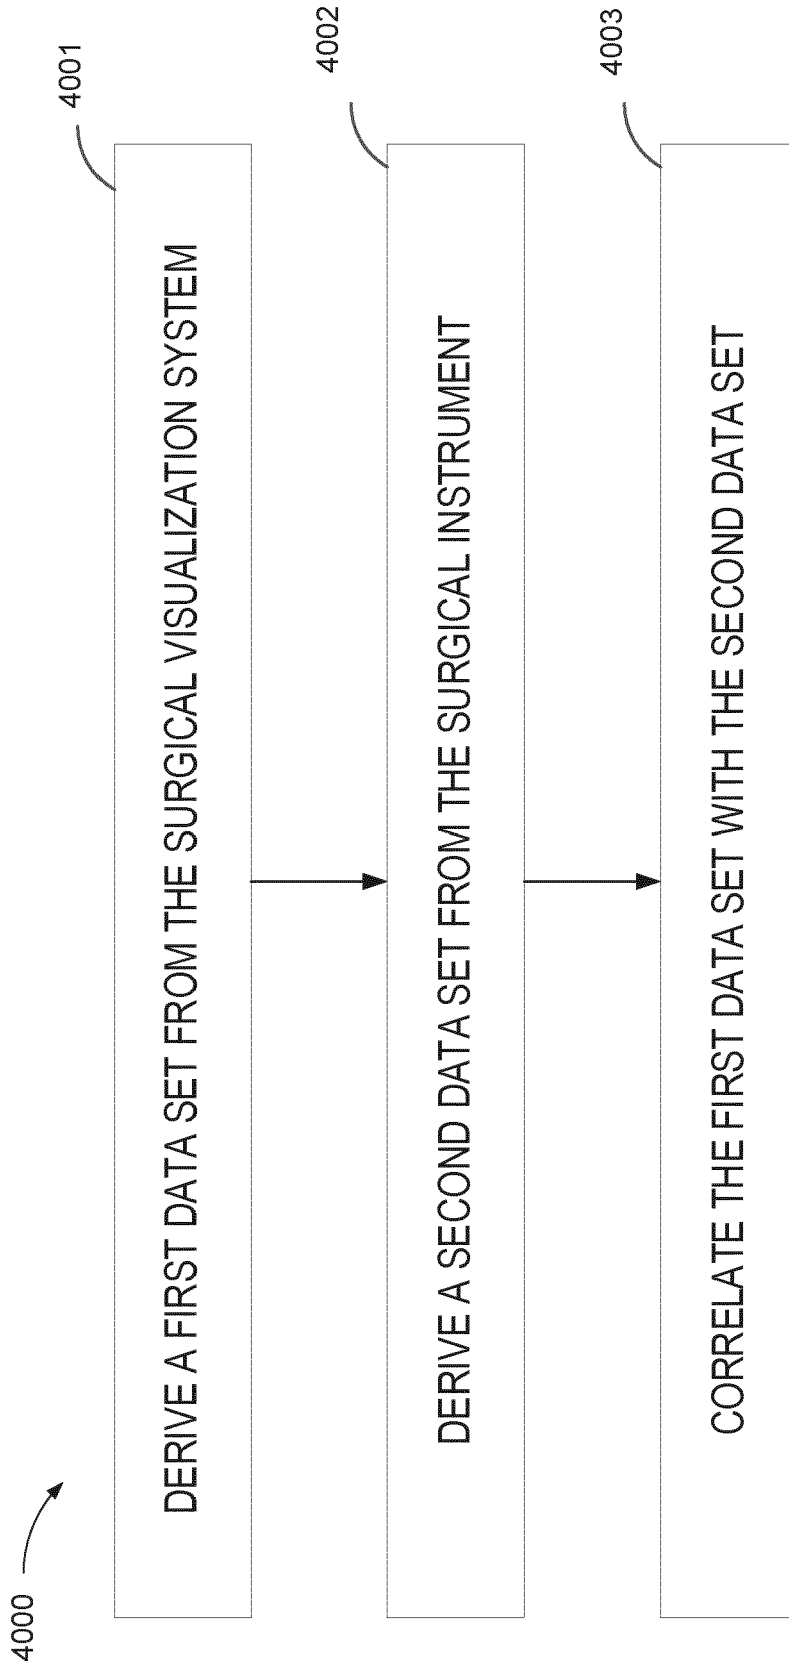 4000
4001
DERIVE A FIRST DATA SET FROM THE SURGICAL VISUALIZATION SYSTEM
4002
DERIVE A SECOND DATA SET FROM THE SURGICAL INSTRUMENT
4003
CORRELATE THE FIRST DATA SET WITH THE SECOND DATA SET